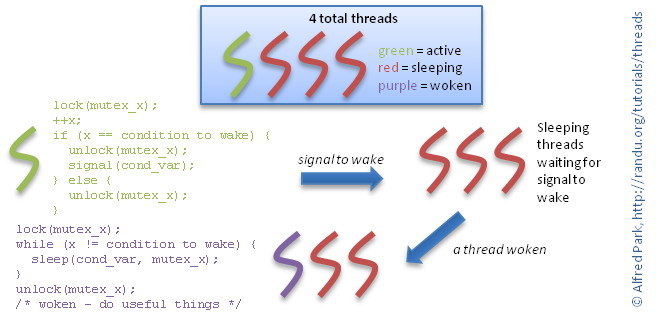 4 total threads
green = active
red = sleeping
purple = woken
lock(mutex_x);
++x;
if (x == condition to wake) {
unlock(mutex_x);
signal(cond_var);
} else {
unlock(mutex_x);
}
signal to wake
Sleeping
threads
waiting for
signal to
wake
lock(mutex_x);
while (x != condition to wake) {
sleep(cond_var, mutex_x);
}
unlock(mutex_x);
/* woken - do useful things */
a thread woken
© Alfred Park, http://randu.org/tutorials/threads